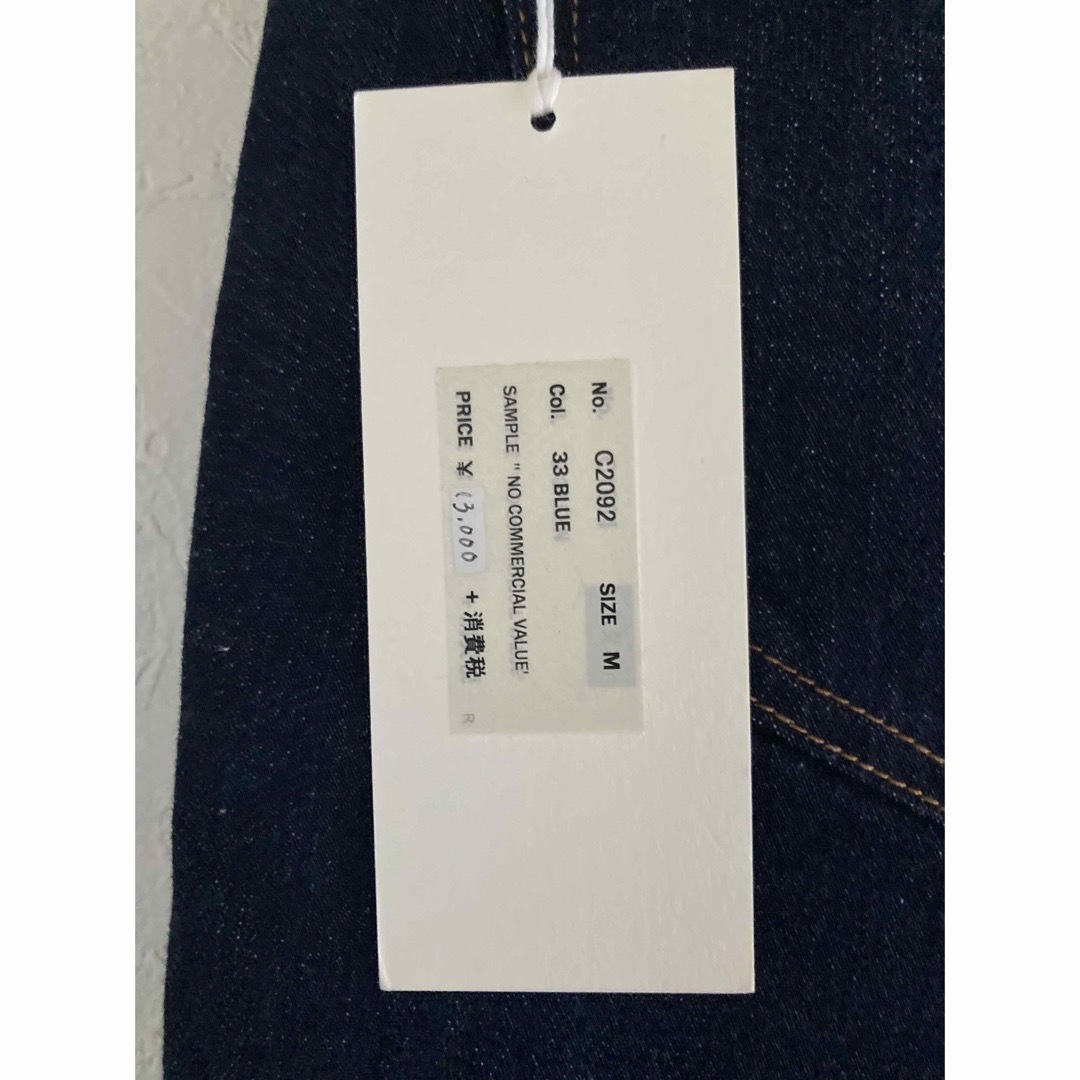 No. C2092 SIZE M
Col. 33 BLUE
SAMPLE " NO COMMERCIAL VALUE'
PRICE ¥ 13,000 + 消費税
R